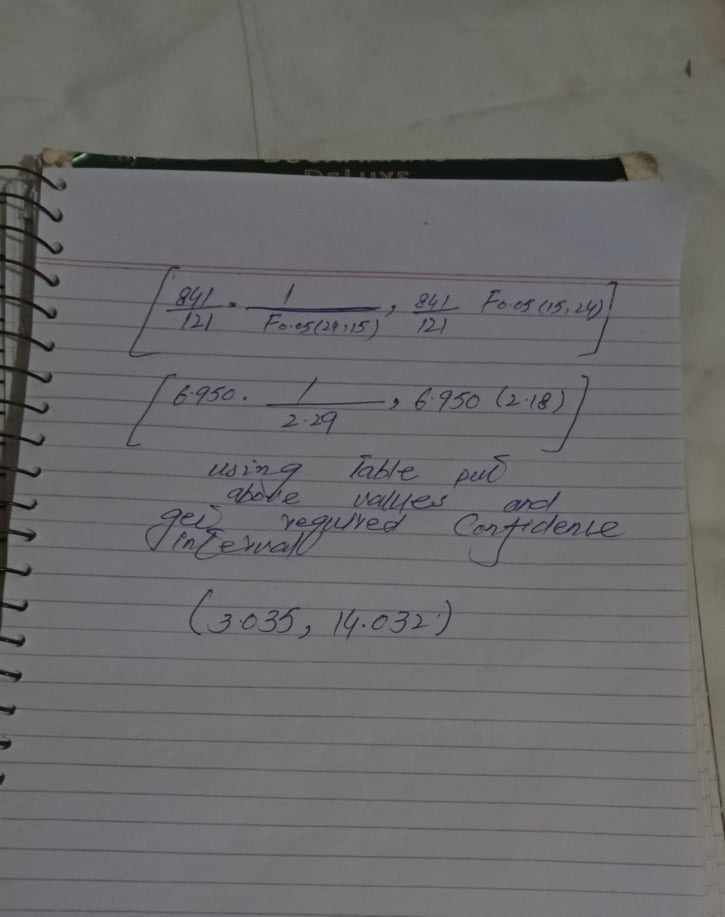 DELUXE
[841/121 · 1/F0.05(24,15), 841/121 F0.05(15,24)]
[6.950 · 1/2.29, 6.950 (2.18)]
using Table put
above values and
get required Confidence
interval
(3.035, 14.032)